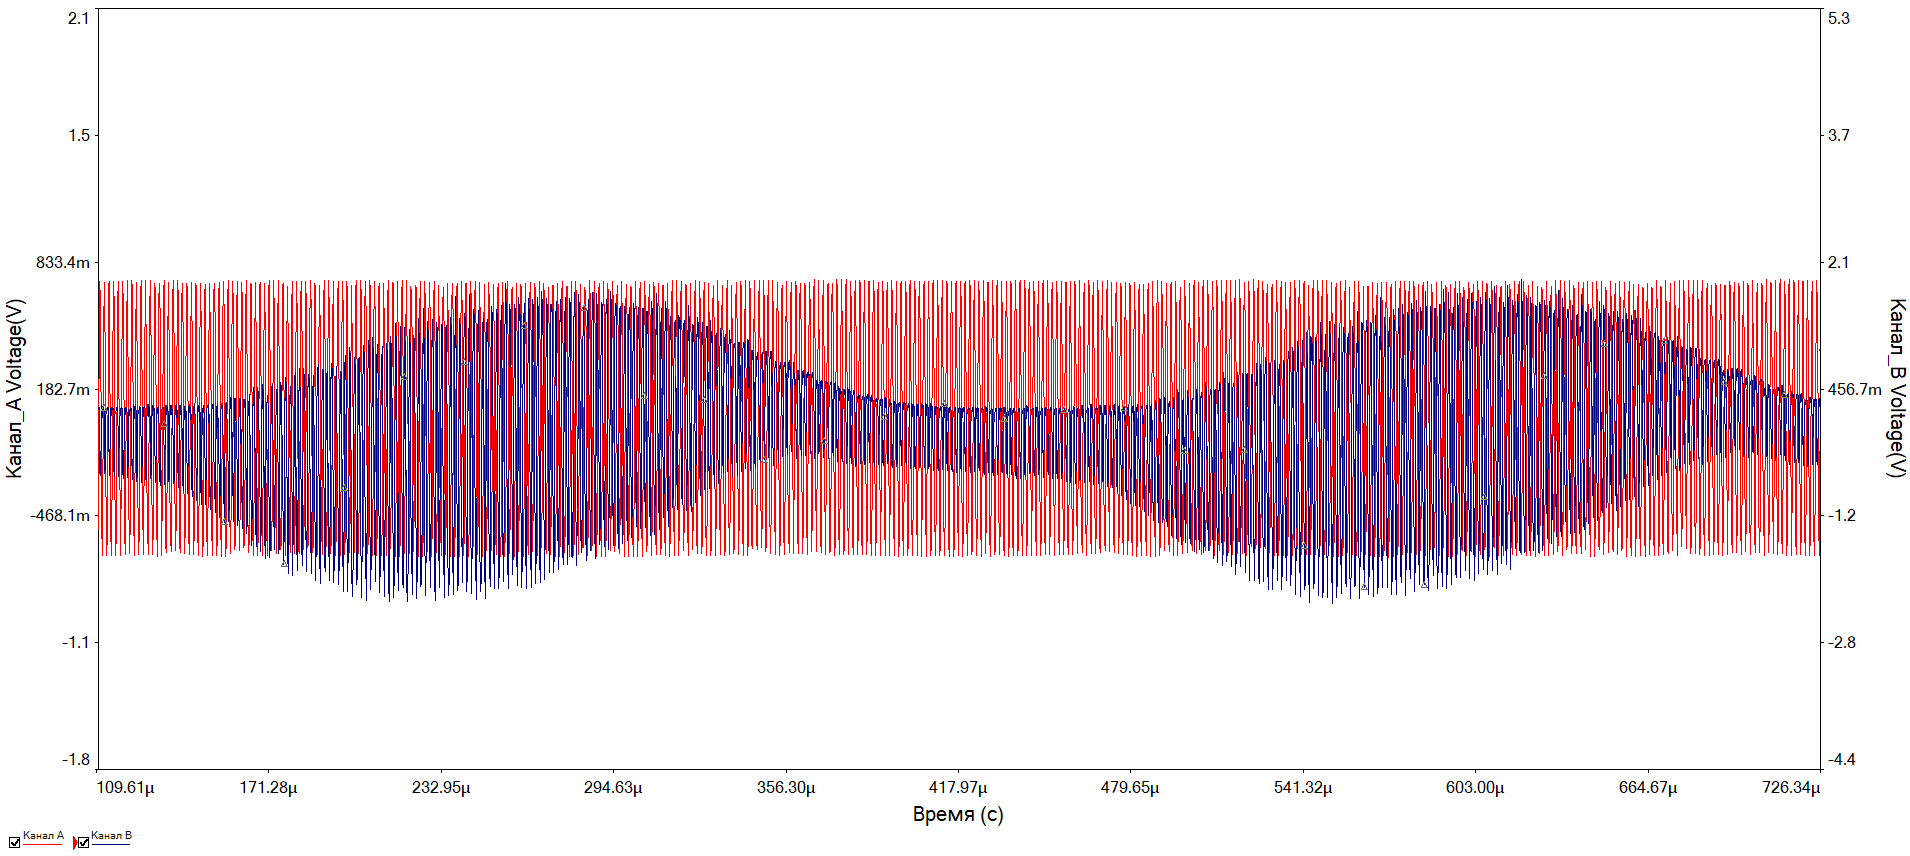 2.1
1.5
833.4m
182.7m
-468.1m
-1.1
-1.8
Канал_A Voltage(V)
5.3
3.7
2.1
456.7m
-1.2
-2.8
-4.4
Канал_B Voltage(V)
109.61µ 171.28µ 232.95µ 294.63µ 356.30µ 417.97µ 479.65µ 541.32µ 603.00µ 664.67µ 726.34µ
Время (с)
Канал A Канал B